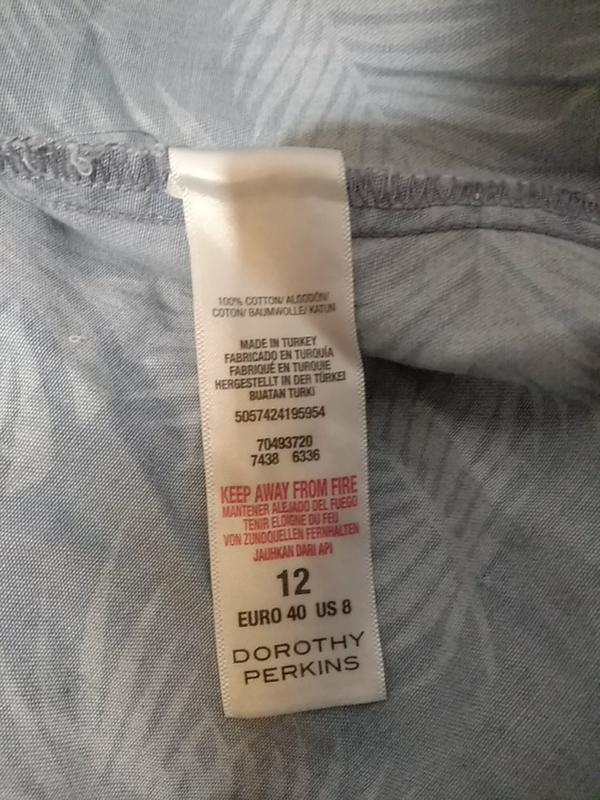 100% COTTON/ ALGODÓN/
COTON/ BAUMWOLLE/ KATUN
MADE IN TURKEY
FABRICADO EN TURQUÍA
FABRIQUÉ EN TURQUIE
HERGESTELLT IN DER TÜRKEI
BUATAN TURKI
5057424195954
70493720
7438 6336
KEEP AWAY FROM FIRE
MANTENER ALEJADO DEL FUEGO
TENIR ELOIGNE DU FEU
VON ZUNDQUELLEN FERNHALTEN
JAUHKAN DARI API
12
EURO 40 US 8
DOROTHY
PERKINS